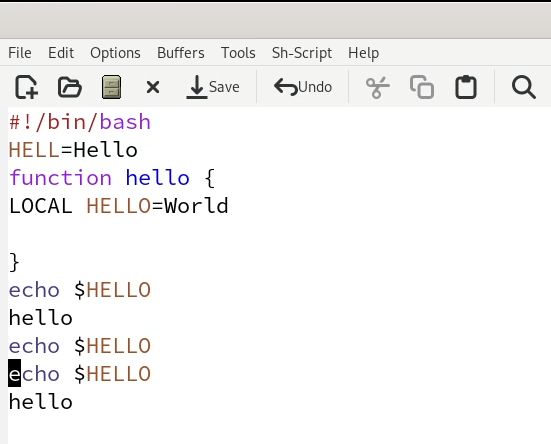 File Edit Options Buffers Tools Sh-Script Help
Save Undo
#!/bin/bash
HELL=Hello
function hello {
LOCAL HELLO=World
}
echo $HELLO
hello
echo $HELLO
echo $HELLO
hello